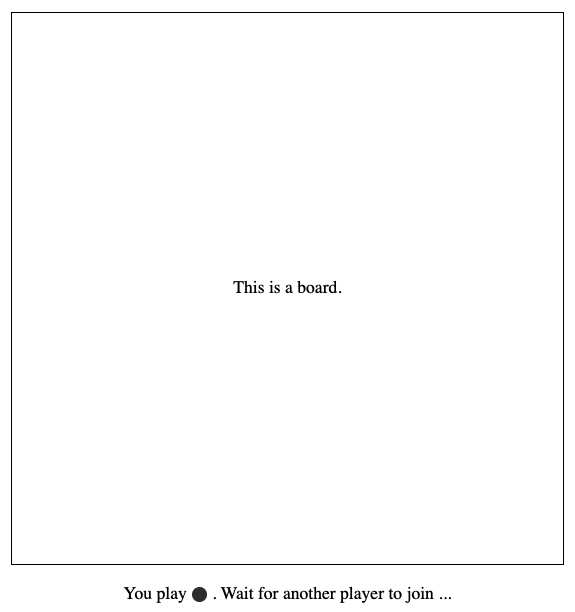 This is a board.
You play ⚫ . Wait for another player to join ...